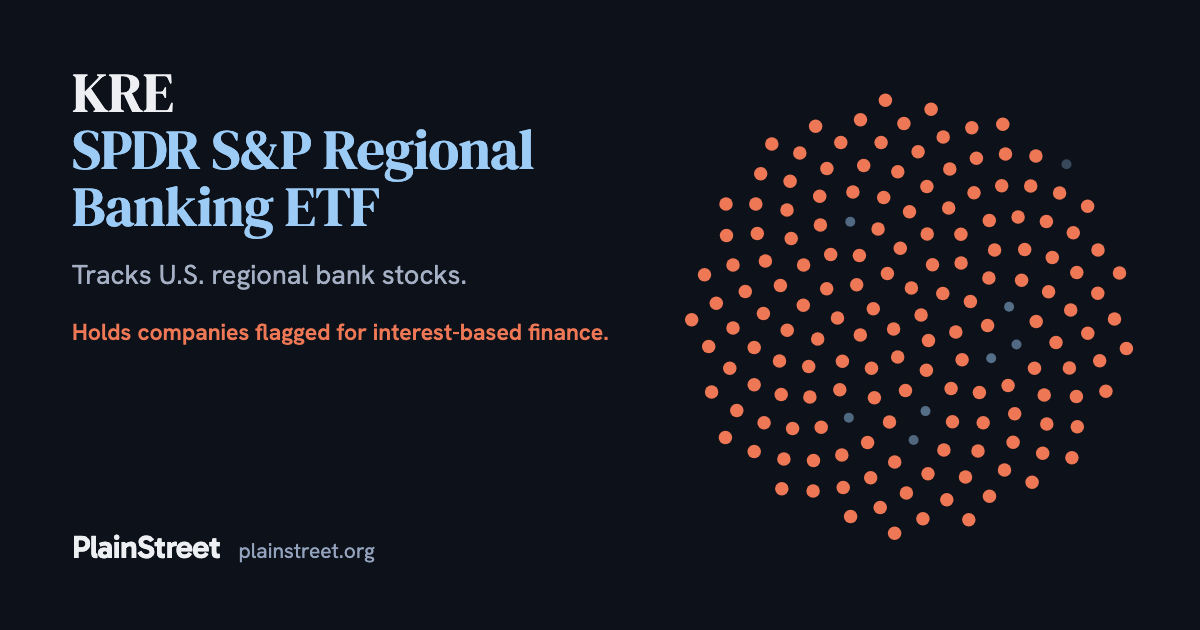 KRE
SPDR S&P Regional
Banking ETF
Tracks U.S. regional bank stocks.
Holds companies flagged for interest-based finance.
PlainStreet plainstreet.org